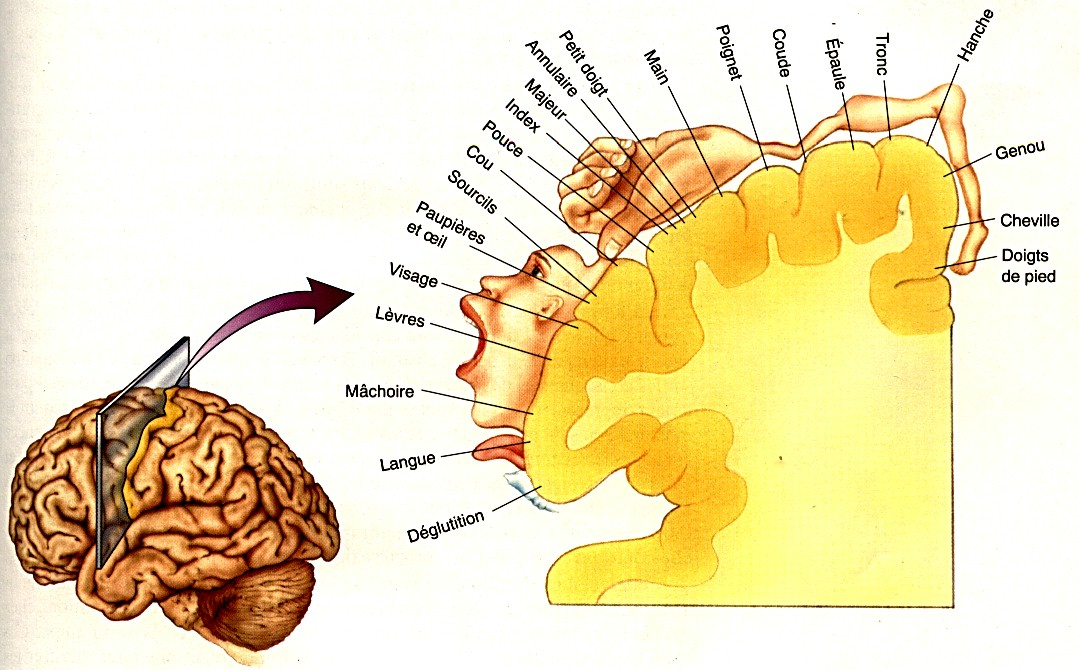 Hanche
Tronc
Épaule
Coude
Poignet
Main
Petit doigt
Annulaire
Majeur
Index
Pouce
Cou
Sourcils
Paupières
et œil
Visage
Lèvres
Mâchoire
Langue
Déglutition
Genou
Cheville
Doigts
de pied